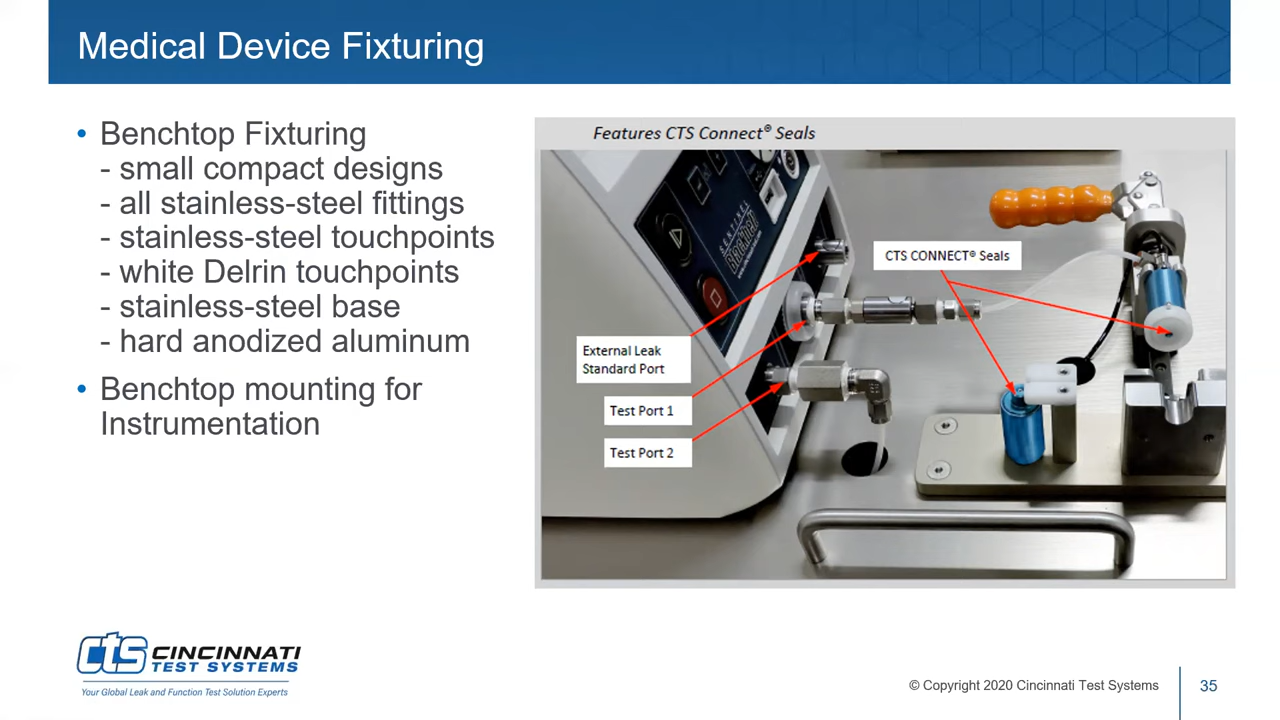 Medical Device Fixturing
• Benchtop Fixturing
- small compact designs
- all stainless-steel fittings
- stainless-steel touchpoints
- white Delrin touchpoints
- stainless-steel base
- hard anodized aluminum
• Benchtop mounting for
Instrumentation
Features CTS Connect® Seals
SENTINEL
Blackbelt
CTS CONNECT® Seals
External Leak
Standard Port
Test Port 1
Test Port 2
cts CINCINNATI
TEST SYSTEMS
Your Global Leak and Function Test Solution Experts
© Copyright 2020 Cincinnati Test Systems
35